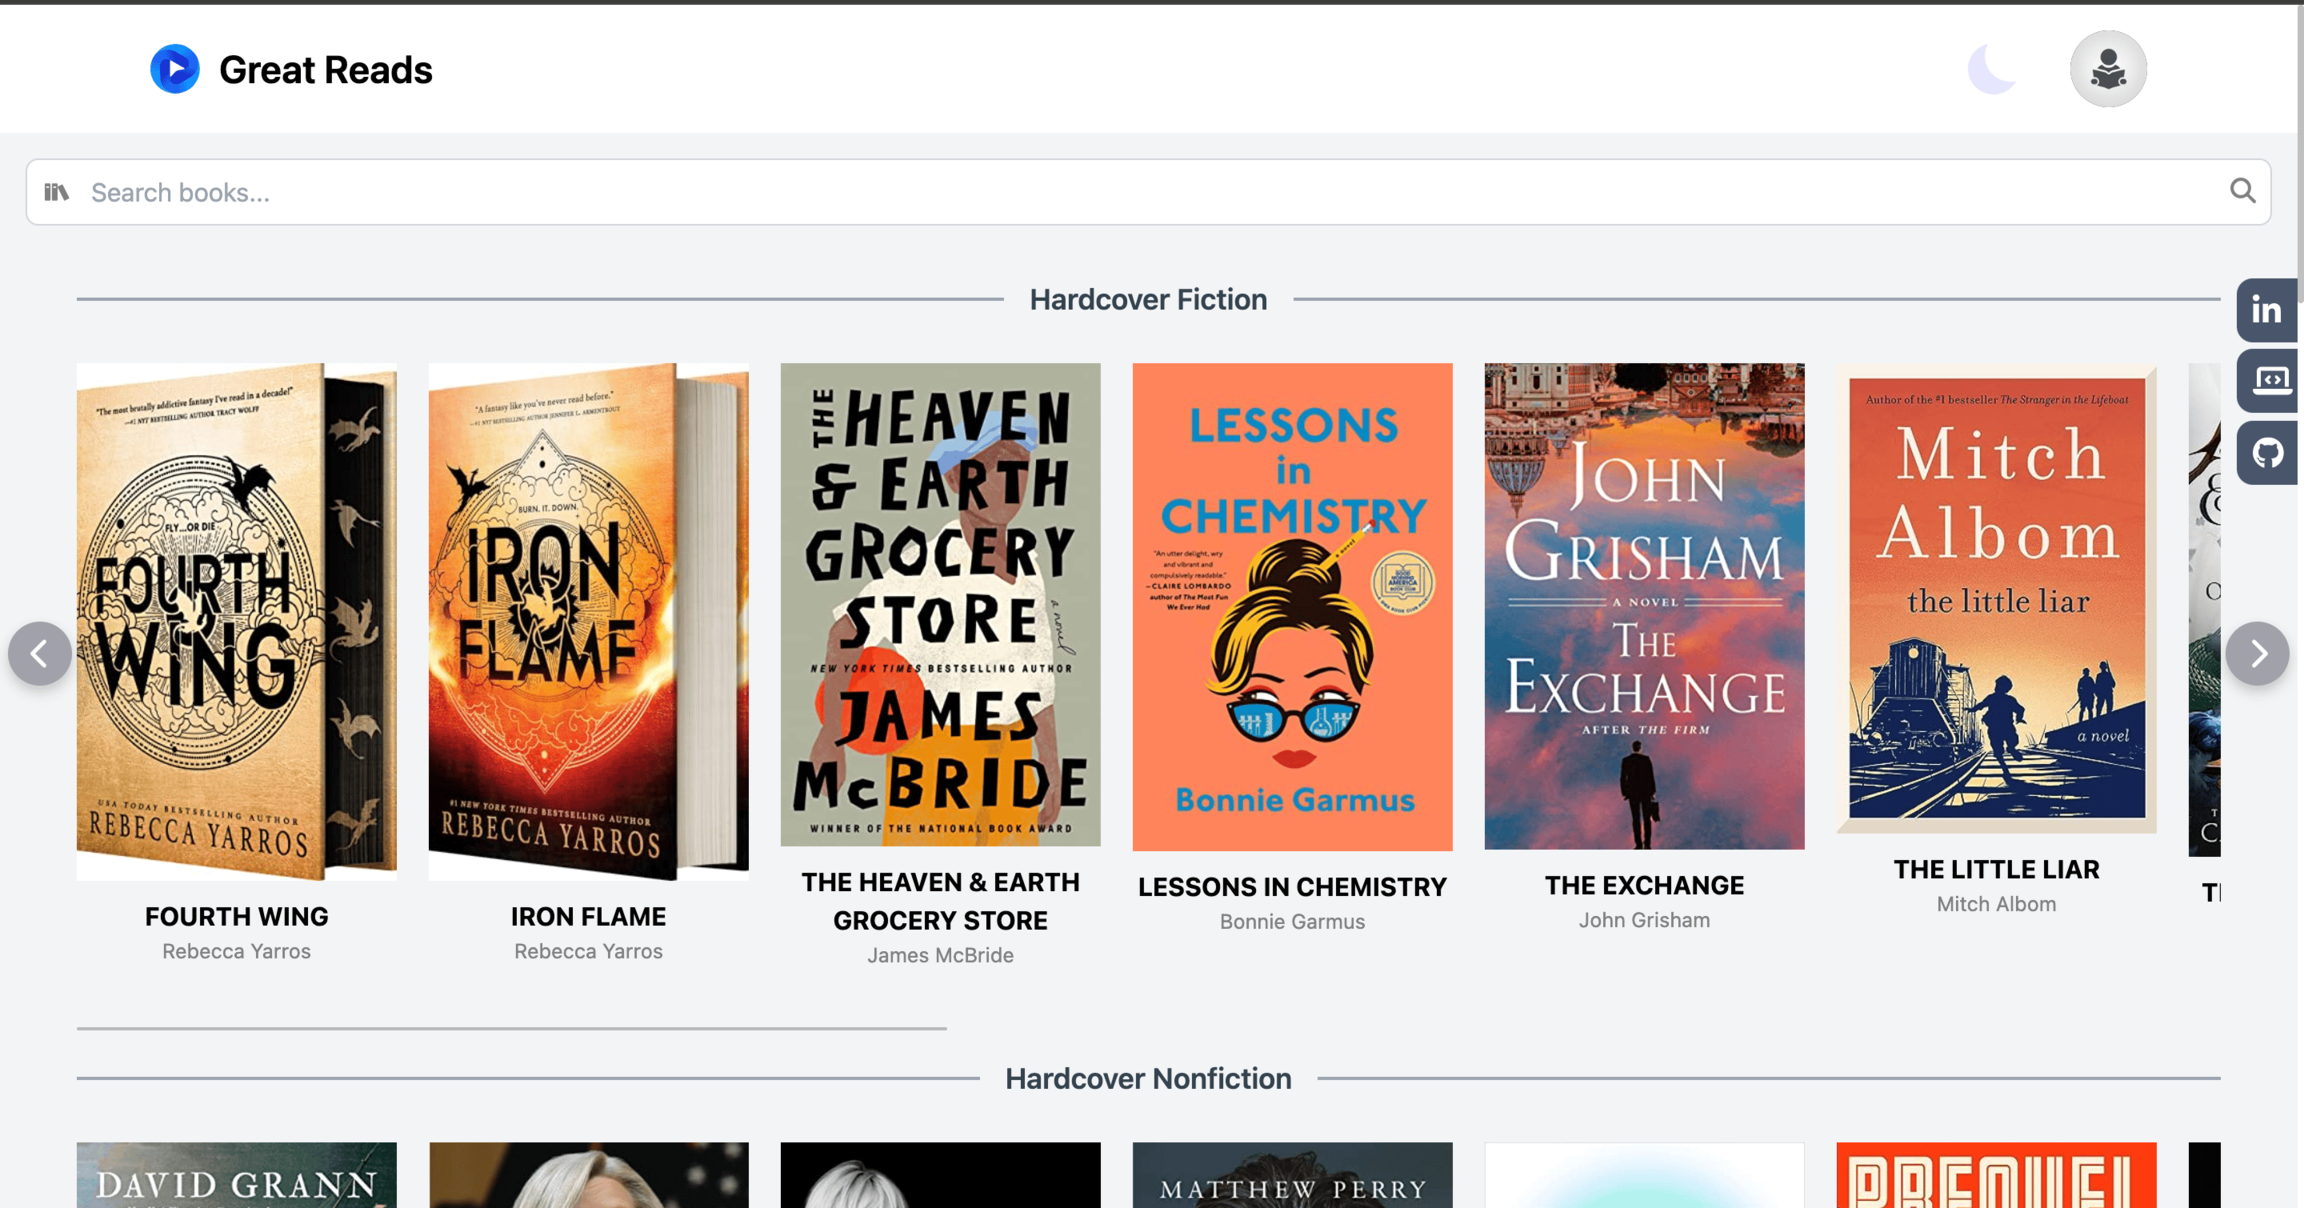 Great Reads
Search books...
Hardcover Fiction
in
"The most brutally addictive fantasy I've read in a decade!"
—#1 NYT BESTSELLING AUTHOR TRACY WOLFF
FLY...OR DIE
FOURTH
WING
USA TODAY BESTSELLING AUTHOR
REBECCA YARROS
"A fantasy like you've never read before."
—#1 NYT BESTSELLING AUTHOR JENNIFER L. ARMENTROUT
BURN. IT. DOWN.
IRON
FLAME
#1 NEW YORK TIMES BESTSELLING AUTHOR
REBECCA YARROS
THE HEAVEN
& EARTH
GROCERY
STORE
a novel
NEW YORK TIMES BESTSELLING AUTHOR
JAMES
McBRIDE
WINNER OF THE NATIONAL BOOK AWARD
LESSONS
in
CHEMISTRY
a novel
"An utter delight, wry
and vibrant and
compulsively readable."
—CLAIRE LOMBARDO
author of The Most Fun
We Ever Had
GOOD
MORNING
AMERICA
BOOK CLUB
Bonnie Garmus
JOHN
GRISHAM
A NOVEL
THE
EXCHANGE
AFTER THE FIRM
Author of the #1 bestseller The Stranger in the Lifeboat
Mitch
Albom
the little liar
a novel
FOURTH WING
Rebecca Yarros
IRON FLAME
Rebecca Yarros
THE HEAVEN & EARTH
GROCERY STORE
James McBride
LESSONS IN CHEMISTRY
Bonnie Garmus
THE EXCHANGE
John Grisham
THE LITTLE LIAR
Mitch Albom
Hardcover Nonfiction
DAVID GRANN
MATTHEW PERRY
PREQUEL